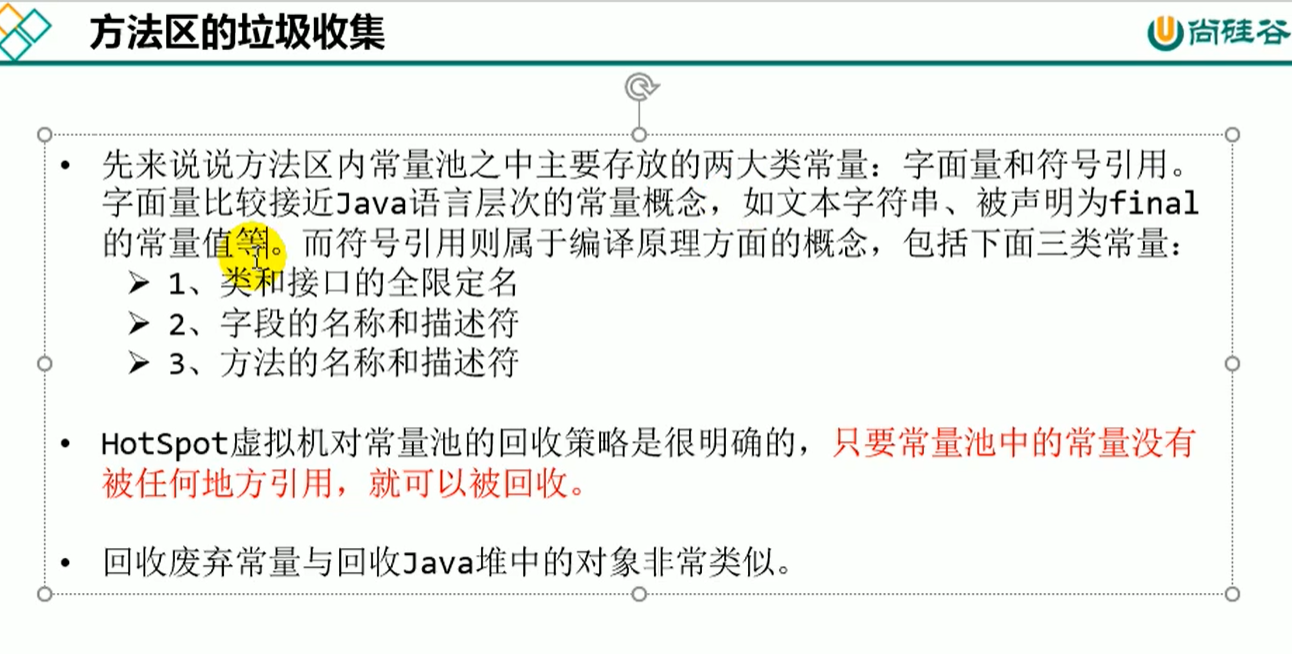 方法区的垃圾收集
尚硅谷
• 先来说说方法区内常量池之中主要存放的两大类常量：字面量和符号引用。
字面量比较接近Java语言层次的常量概念，如文本字符串、被声明为final
的常量值等。而符号引用则属于编译原理方面的概念，包括下面三类常量：
➢ 1、类和接口的全限定名
➢ 2、字段的名称和描述符
➢ 3、方法的名称和描述符
• HotSpot虚拟机对常量池的回收策略是很明确的，只要常量池中的常量没有
被任何地方引用，就可以被回收。
• 回收废弃常量与回收Java堆中的对象非常类似。